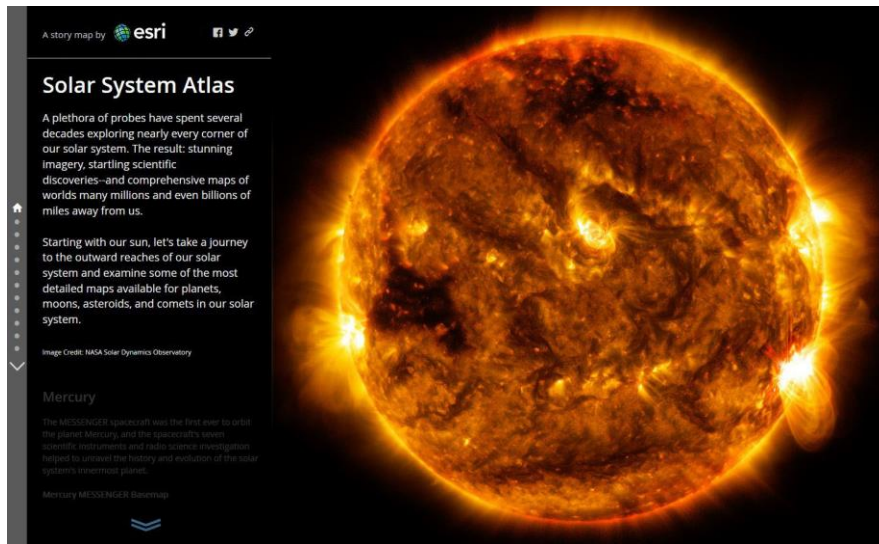 A story map by esri
Solar System Atlas
A plethora of probes have spent several
decades exploring nearly every corner of
our solar system. The result: stunning
imagery, startling scientific
discoveries--and comprehensive maps of
worlds many millions and even billions of
miles away from us.
Starting with our sun, let's take a journey
to the outward reaches of our solar
system and examine some of the most
detailed maps available for planets,
moons, asteroids, and comets in our solar
system.
Image Credit: NASA Solar Dynamics Observatory
Mercury
The MESSENGER spacecraft was the first ever to orbit
the planet Mercury, and the spacecraft's seven
scientific instruments and radio science investigation
helped to unravel the history and evolution of the solar
system's innermost planet.
Mercury MESSENGER Basemap